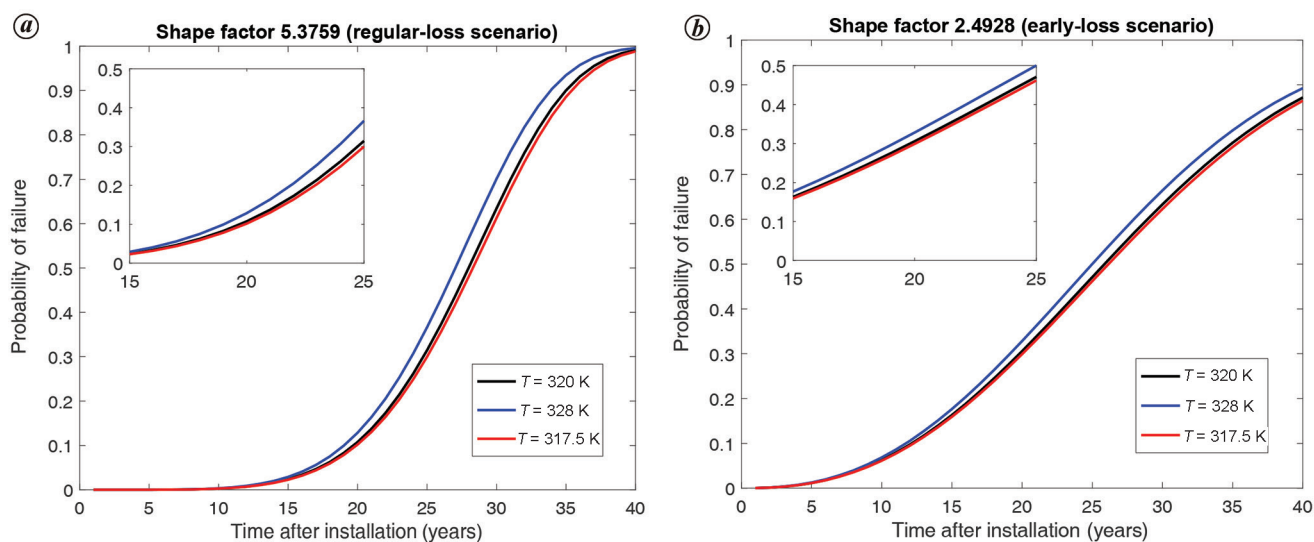 a
Shape factor 5.3759 (regular-loss scenario)
1
0.9
0.8
0.7
0.6
0.5
0.4
0.3
0.2
0.1
0
Probability of failure
0.5
0.4
0.3
0.2
0.1
0
15
20
25
T = 320 K
T = 328 K
T = 317.5 K
0 5 10 15 20 25 30 35 40
Time after installation (years)
b
Shape factor 2.4928 (early-loss scenario)
1
0.9
0.8
0.7
0.6
0.5
0.4
0.3
0.2
0.1
0
Probability of failure
0.5
0.4
0.3
0.2
0.1
0
15
20
25
T = 320 K
T = 328 K
T = 317.5 K
0 5 10 15 20 25 30 35 40
Time after installation (years)